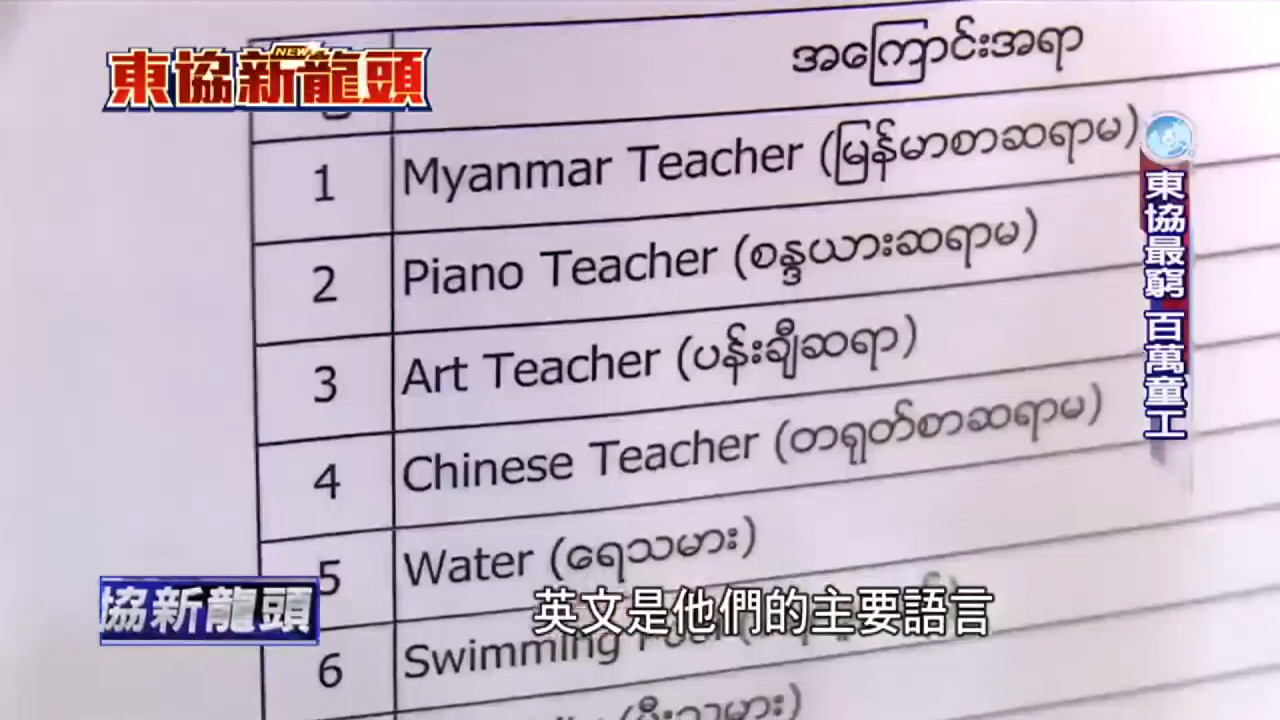 東協新龍頭
NEW
အကြောင်းအရာ
1 Myanmar Teacher (မြန်မာစာဆရာမ)
2 Piano Teacher (စန္ဒယားဆရာမ)
3 Art Teacher (ပန်းချီဆရာ)
4 Chinese Teacher (တရုတ်စာဆရာမ)
5 Water (ရေသမား)
6 Swimming
東協最窮 百萬童工
協新龍頭
英文是他們的主要語言